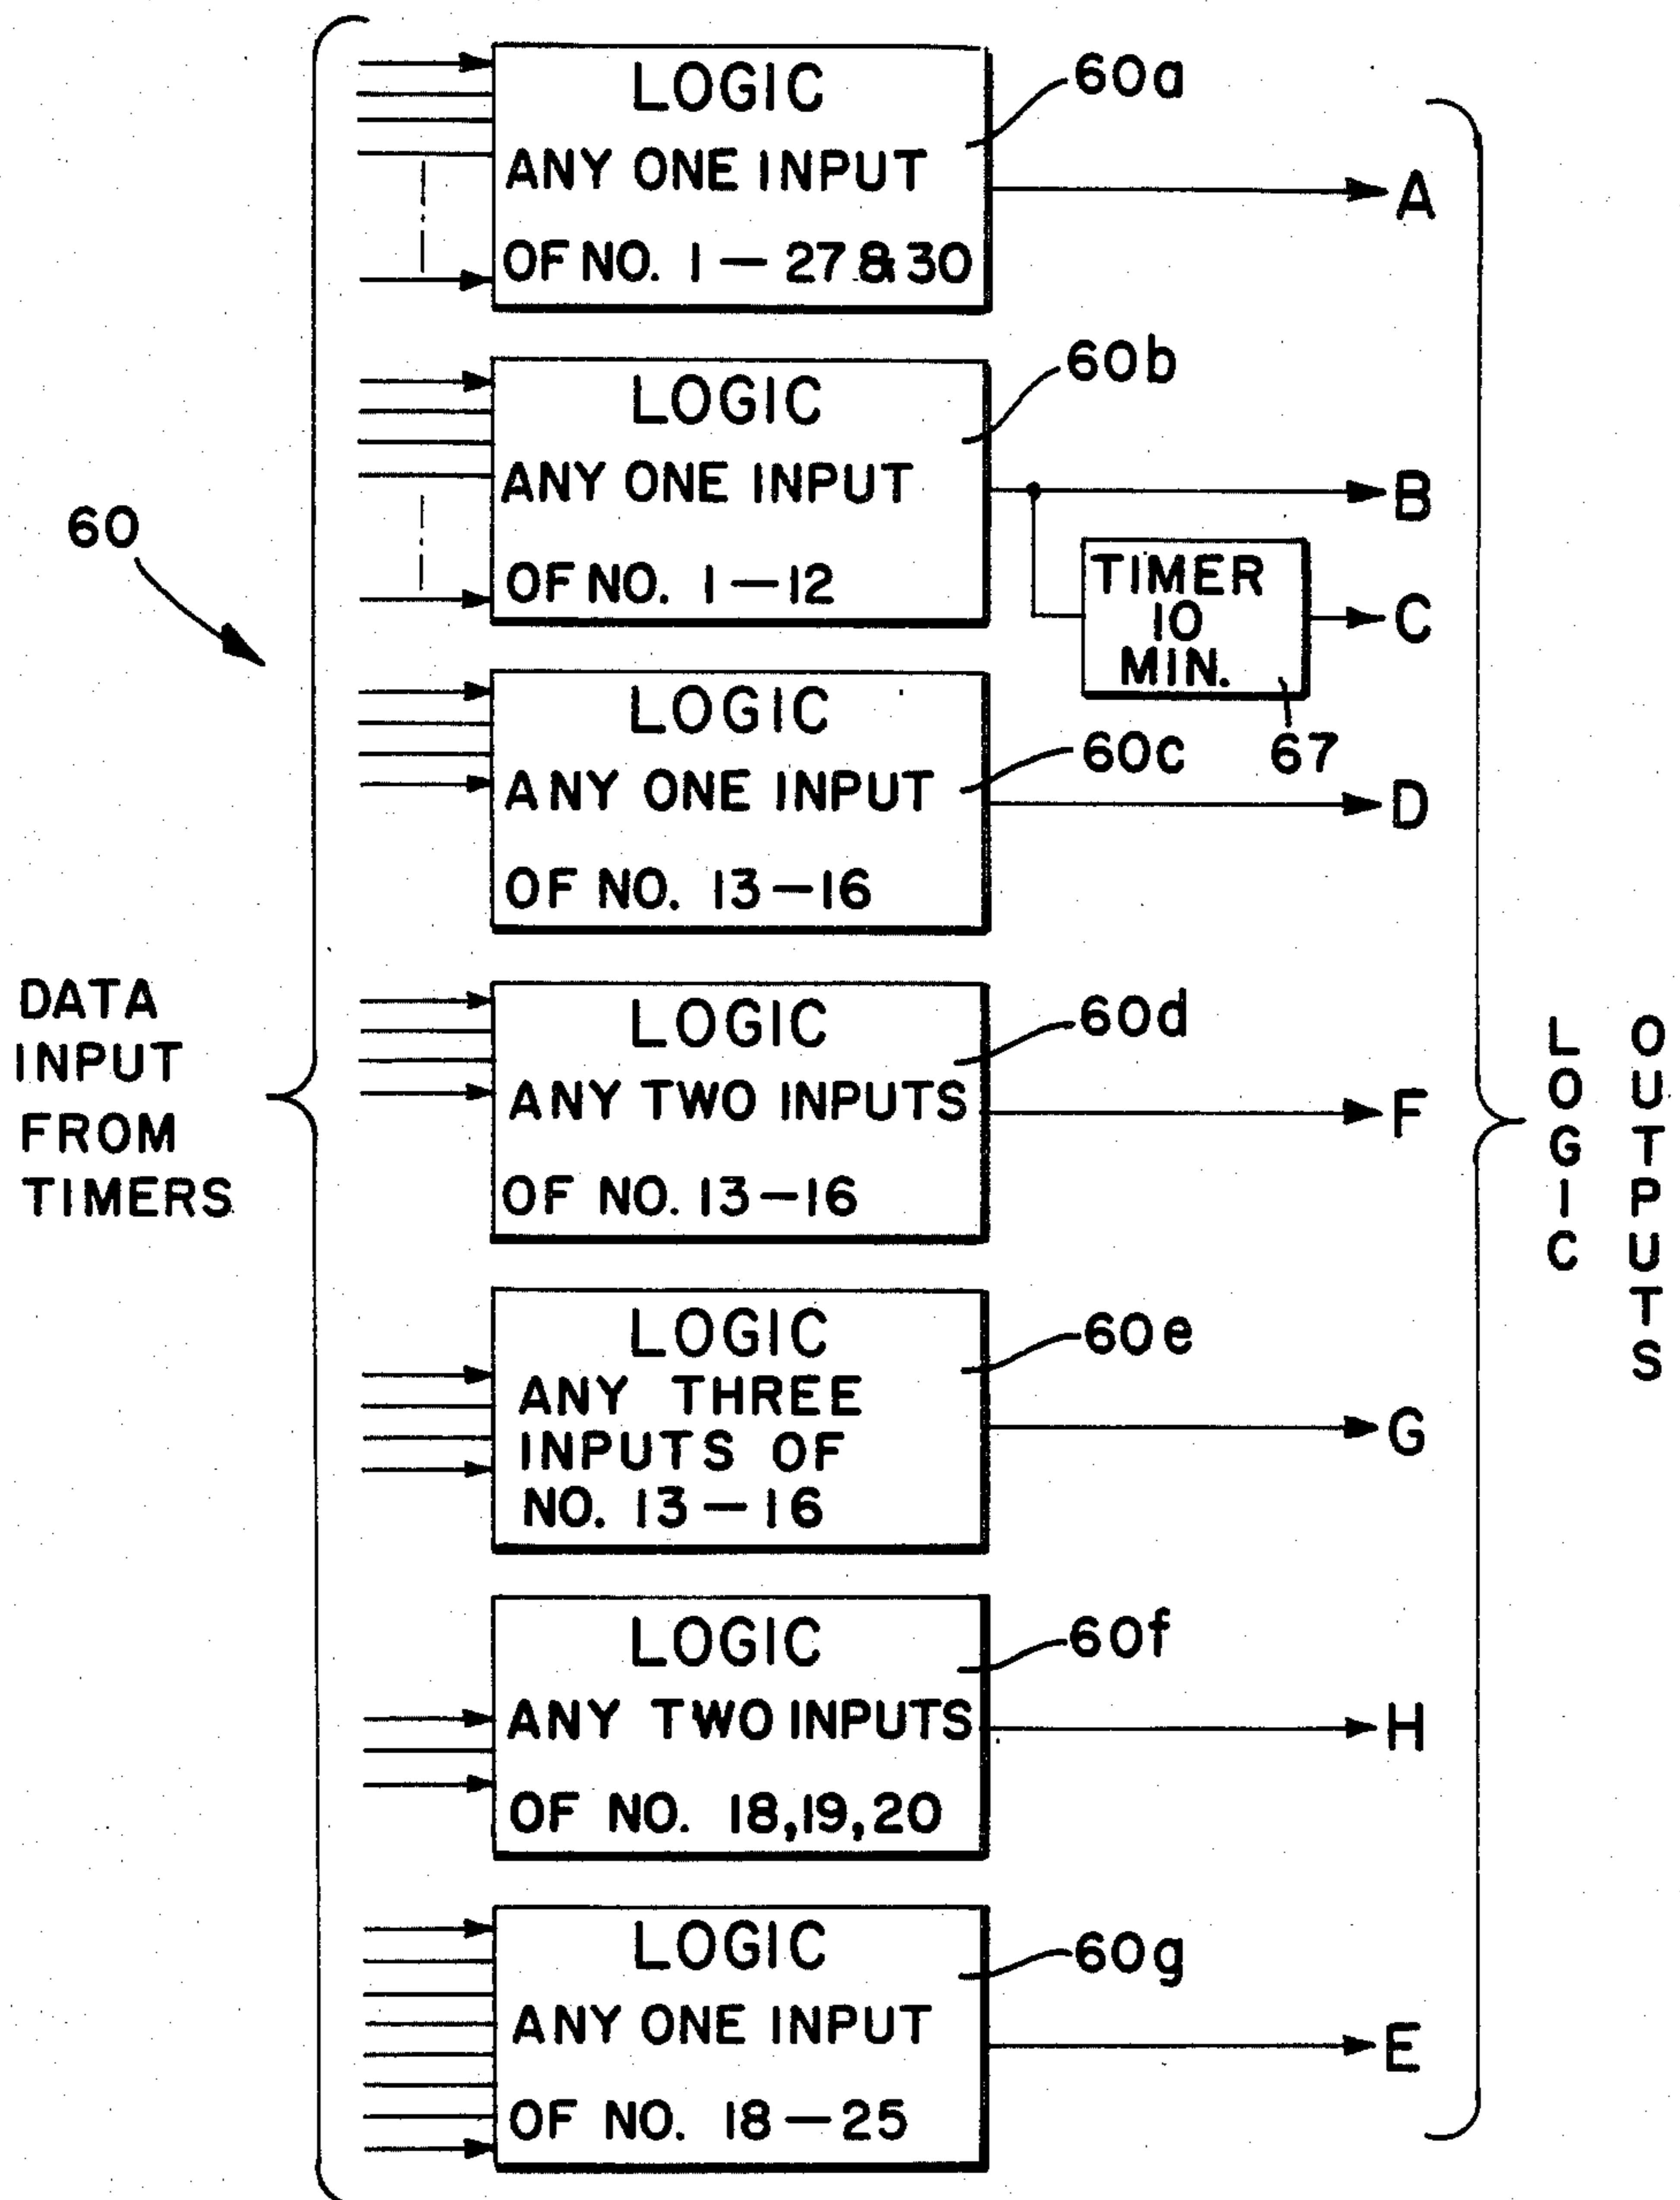 LOGIC
ANY ONE INPUT
OF NO. 1 — 27 & 30
60a
A
LOGIC
ANY ONE INPUT
OF NO. 1 — 12
60b
B
TIMER
10
MIN.
C
67
60
LOGIC
ANY ONE INPUT
OF NO. 13 — 16
60c
D
DATA
INPUT
FROM
TIMERS
LOGIC
ANY TWO INPUTS
OF NO. 13 — 16
60d
F
LOGIC
OUTPUTS
LOGIC
ANY THREE
INPUTS OF
NO. 13 — 16
60e
G
LOGIC
ANY TWO INPUTS
OF NO. 18, 19, 20
60f
H
LOGIC
ANY ONE INPUT
OF NO. 18 — 25
60g
E